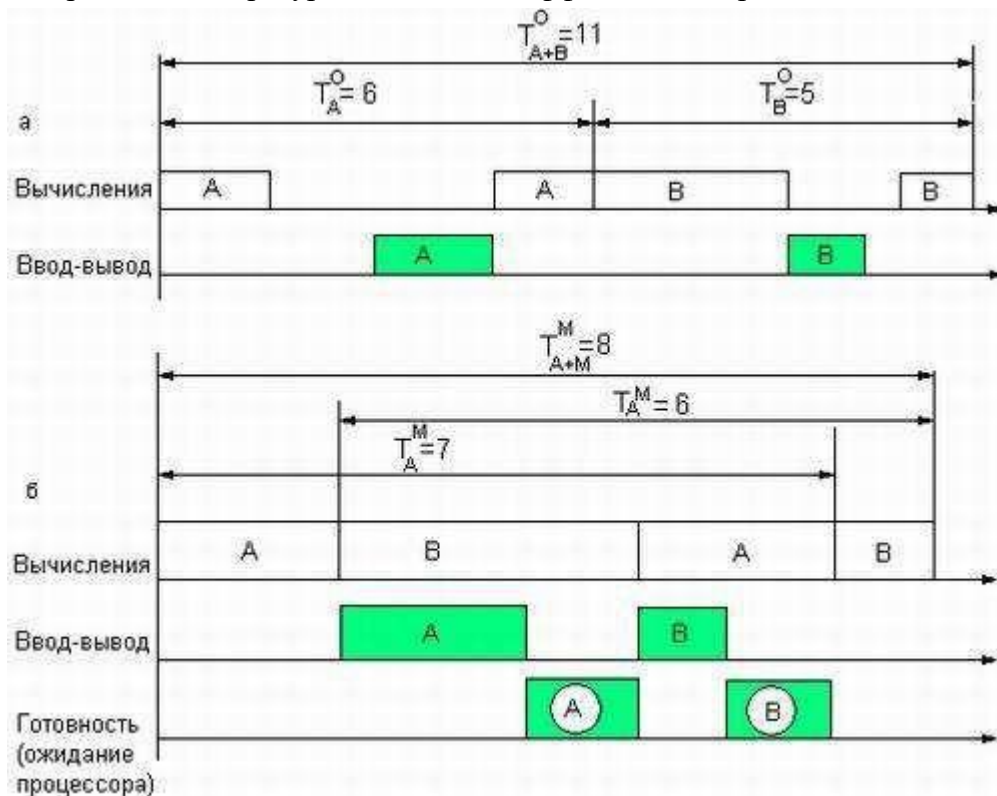 T^O_A+B=11
T^O_A=6
T^O_B=5
а
Вычисления
A
A
B
B
Ввод-вывод
A
B
T^M_A+M=8
T^M_A=6
T^M_A=7
б
Вычисления
A
B
A
B
Ввод-вывод
A
B
Готовность
(ожидание
процессора)
A
B